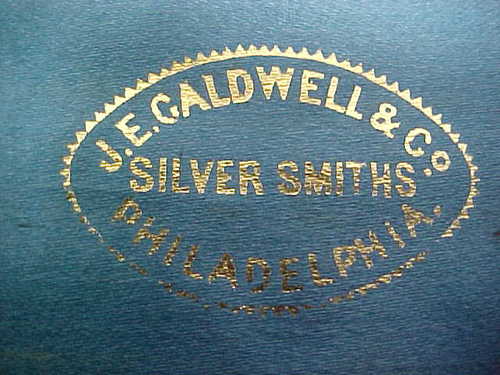 J.E. CALDWELL & Co.
SILVER SMITHS
PHILADELPHIA.